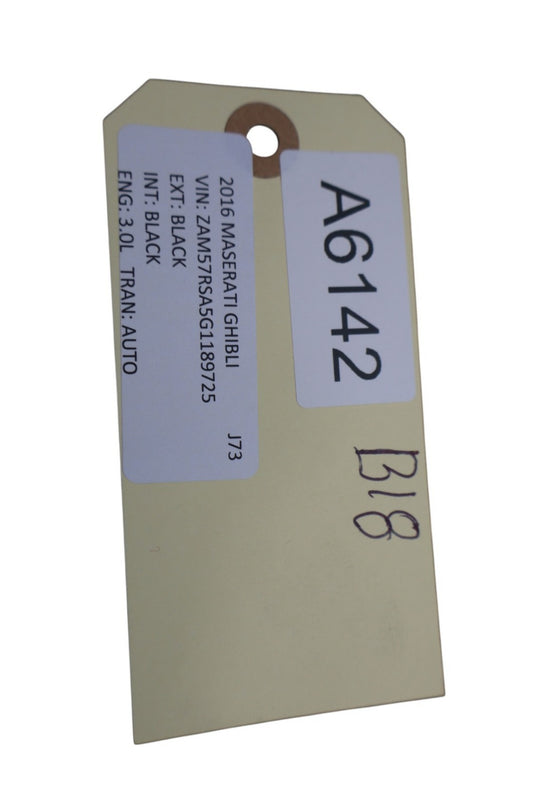 A6142
2016 MASERATI GHIBLI J73
VIN: ZAM57RSA5G1189725
EXT: BLACK
INT: BLACK
ENG: 3.0L TRAN: AUTO
B18